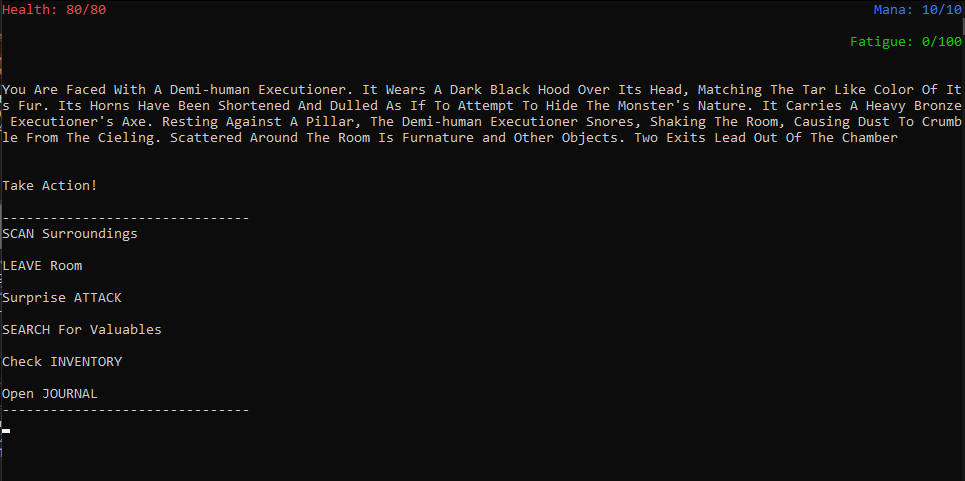 Health: 80/80 Mana: 10/10
Fatigue: 0/100
You Are Faced With A Demi-human Executioner. It Wears A Dark Black Hood Over Its Head, Matching The Tar Like Color Of It
s Fur. Its Horns Have Been Shortened And Dulled As If To Attempt To Hide The Monster's Nature. It Carries A Heavy Bronze
 Executioner's Axe. Resting Against A Pillar, The Demi-human Executioner Snores, Shaking The Room, Causing Dust To Crumb
le From The Cieling. Scattered Around The Room Is Furnature and Other Objects. Two Exits Lead Out Of The Chamber
Take Action!
-------------------------------
SCAN Surroundings
LEAVE Room
Surprise ATTACK
SEARCH For Valuables
Check INVENTORY
Open JOURNAL
-------------------------------